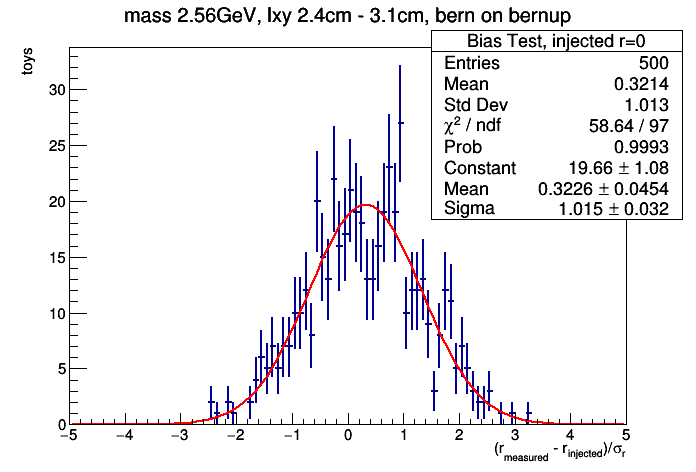 mass 2.56GeV, lxy 2.4cm - 3.1cm, bern on bernup
toys
Bias Test, injected r=0
Entries 500
Mean 0.3214
Std Dev 1.013
χ² / ndf 58.64 / 97
Prob 0.9993
Constant 19.66 ± 1.08
Mean 0.3226 ± 0.0454
Sigma 1.015 ± 0.032
30
25
20
15
10
5
0
−5 −4 −3 −2 −1 0 1 2 3 4 5
(r_measured - r_injected)/σ_r